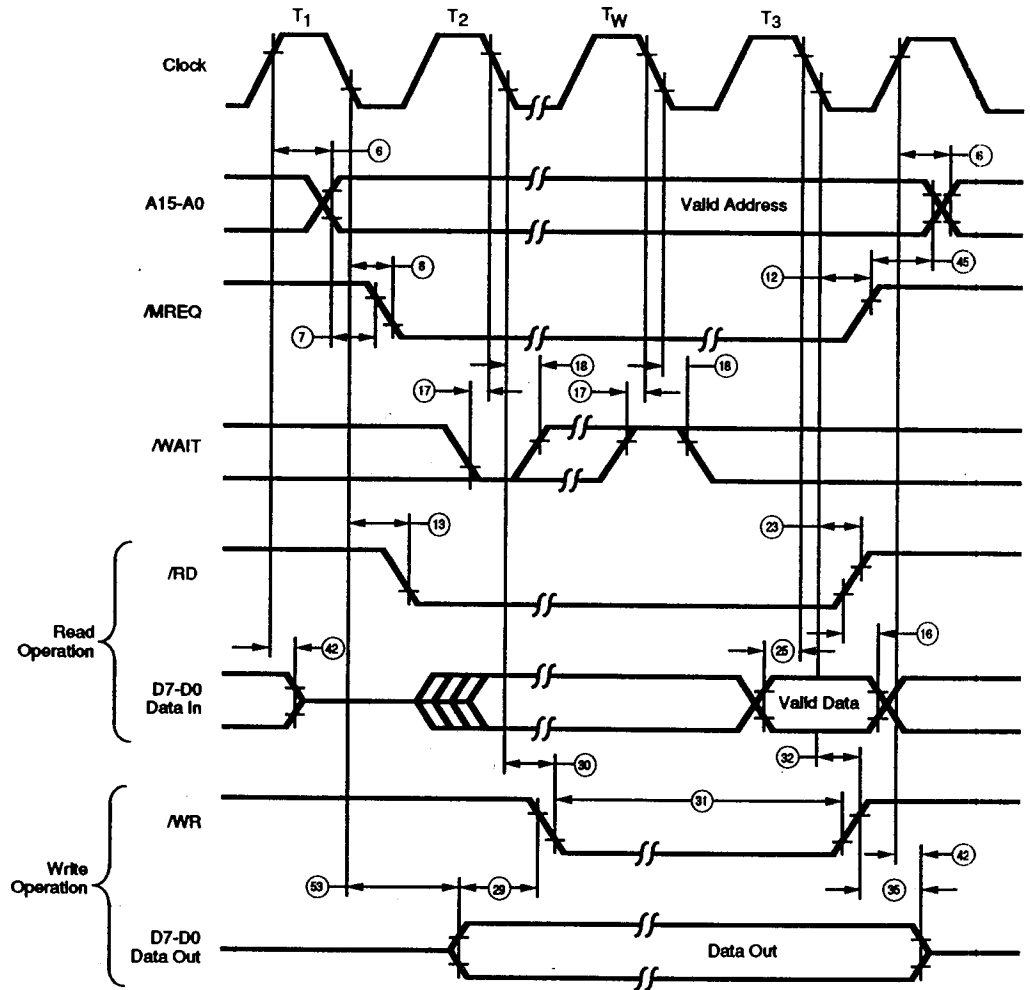 T1 T2 TW T3
Clock
6 6
A15-A0 Valid Address
8 12 45
/MREQ
7
18 18
17 17
/WAIT
13 23
/RD
Read
Operation
42 25 16
D7-D0
Data In
Valid Data
30 32
31
/WR
Write
Operation
42
53 29 35
D7-D0
Data Out
Data Out